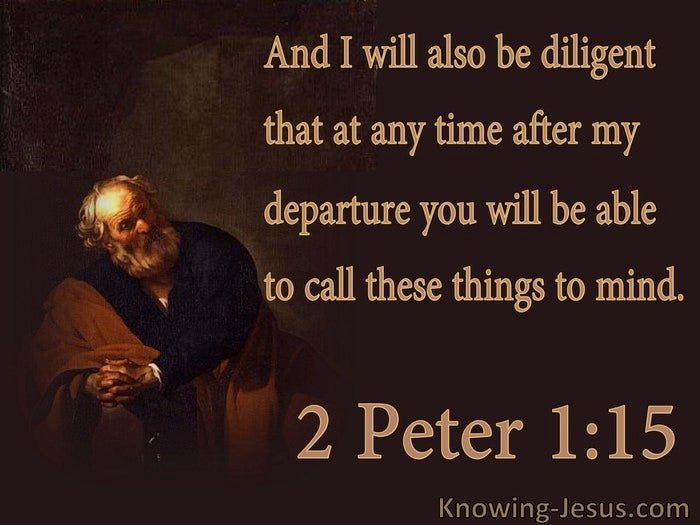 And I will also be diligent
that at any time after my
departure you will be able
to call these things to mind.
2 Peter 1:15
Knowing-Jesus.com